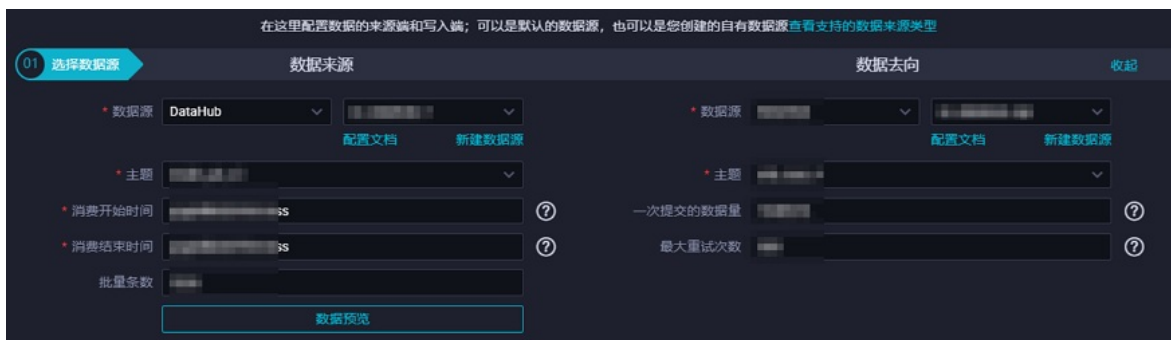 在这里配置数据的来源端和写入端；可以是默认的数据源，也可以是您创建的自有数据源查看支持的数据来源类型
01 选择数据源 数据来源 数据去向 收起
* 数据源 DataHub * 数据源
配置文档 新建数据源 配置文档 新建数据源
* 主题 * 主题
* 消费开始时间 ss ? 一次提交的数据量 ?
* 消费结束时间 ss ? 最大重试次数 ?
批量条数
数据预览